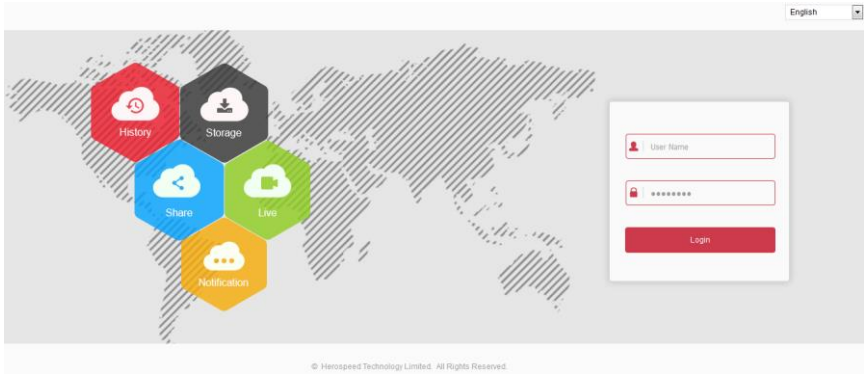 English
History
Storage
Share
Live
Notification
User Name
Login
© Herospeed Technology Limited. All Rights Reserved.